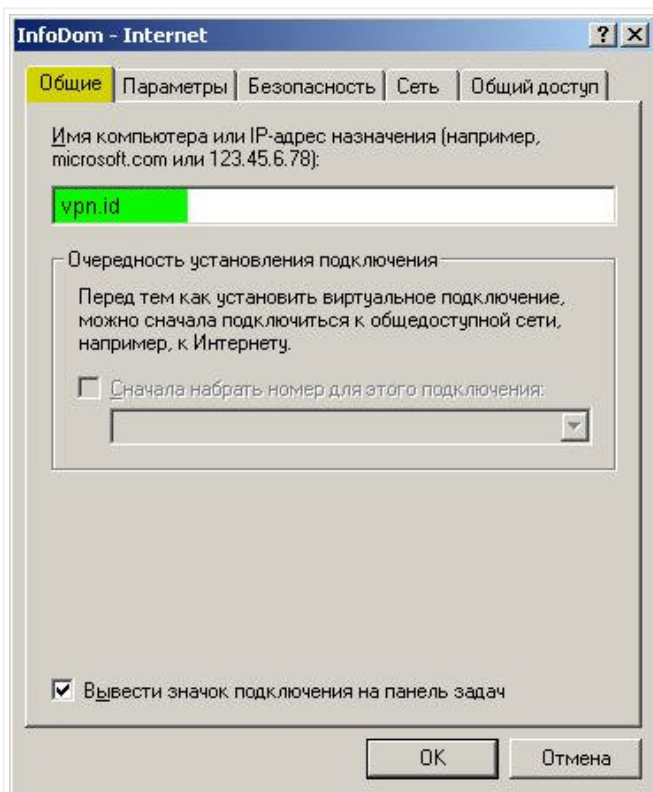 InfoDom - Internet
Общие Параметры Безопасность Сеть Общий доступ
Имя компьютера или IP-адрес назначения (например,
microsoft.com или 123.45.6.78):
vpn.id
Очередность установления подключения
Перед тем как установить виртуальное подключение,
можно сначала подключиться к общедоступной сети,
например, к Интернету.
Сначала набрать номер для этого подключения:
Вывести значок подключения на панель задач
OK Отмена